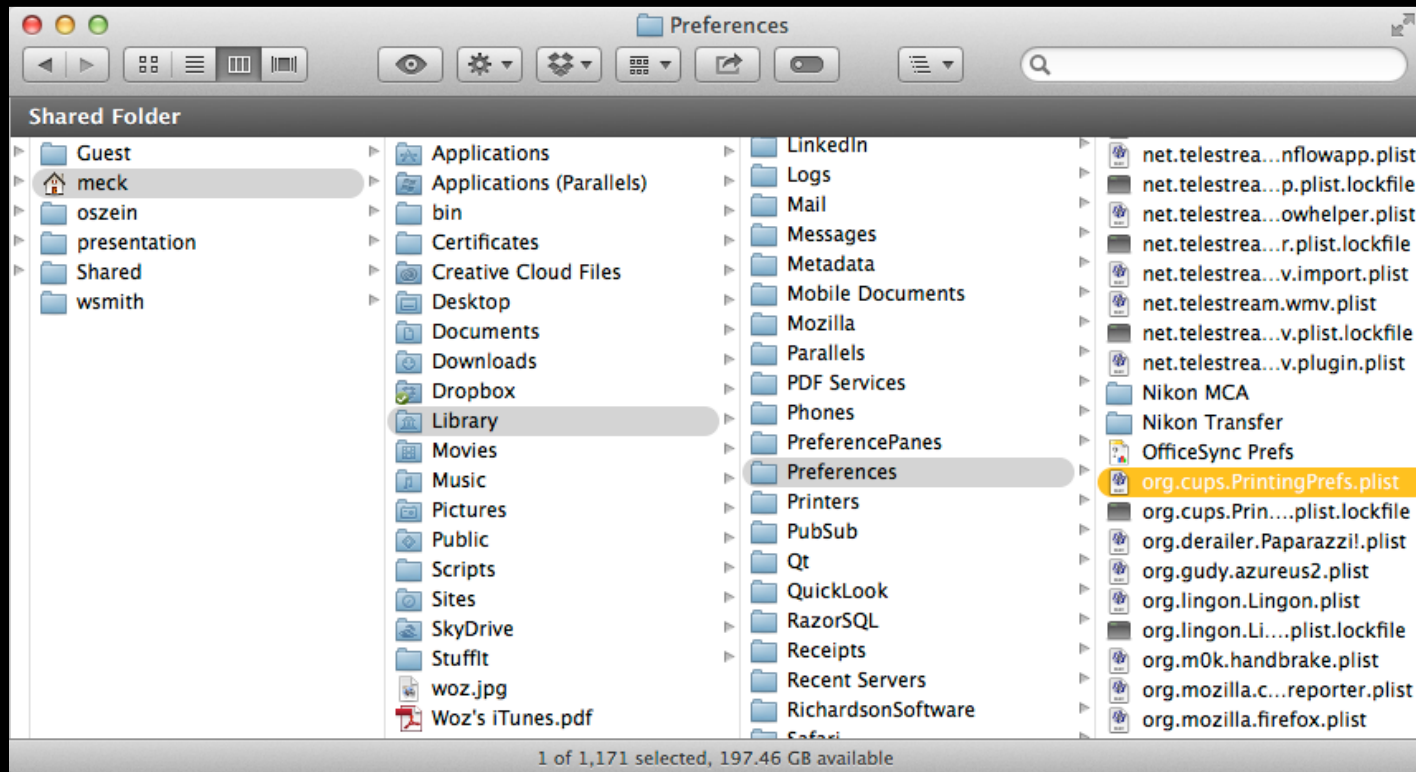 Preferences
Shared Folder
Guest
meck
oszein
presentation
Shared
wsmith
Applications
Applications (Parallels)
bin
Certificates
Creative Cloud Files
Desktop
Documents
Downloads
Dropbox
Library
Movies
Music
Pictures
Public
Scripts
Sites
SkyDrive
StuffIt
woz.jpg
Woz's iTunes.pdf
LinkedIn
Logs
Mail
Messages
Metadata
Mobile Documents
Mozilla
Parallels
PDF Services
Phones
PreferencePanes
Preferences
Printers
PubSub
Qt
QuickLook
RazorSQL
Receipts
Recent Servers
RichardsonSoftware
Safari
net.telestrea...nflowapp.plist
net.telestrea...p.plist.lockfile
net.telestrea...owhelper.plist
net.telestrea...r.plist.lockfile
net.telestrea...v.import.plist
net.telestream.wmv.plist
net.telestrea...v.plist.lockfile
net.telestrea...v.plugin.plist
Nikon MCA
Nikon Transfer
OfficeSync Prefs
org.cups.PrintingPrefs.plist
org.cups.Prin....plist.lockfile
org.derailer.Paparazzi!.plist
org.gudy.azureus2.plist
org.lingon.Lingon.plist
org.lingon.Li....plist.lockfile
org.m0k.handbrake.plist
org.mozilla.c...reporter.plist
org.mozilla.firefox.plist
1 of 1,171 selected, 197.46 GB available